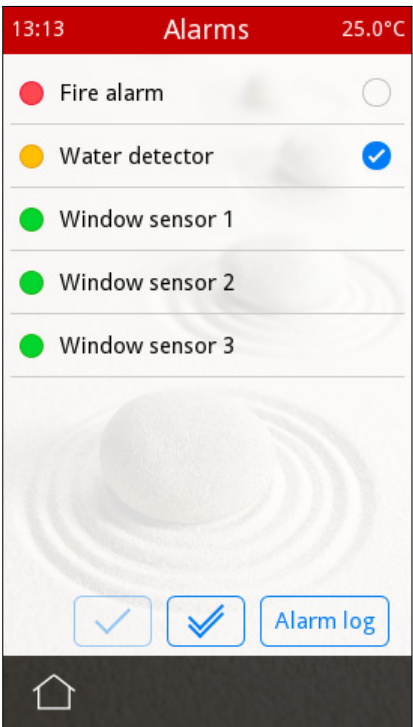 13:13 Alarms 25.0°C
Fire alarm
Water detector
Window sensor 1
Window sensor 2
Window sensor 3
Alarm log